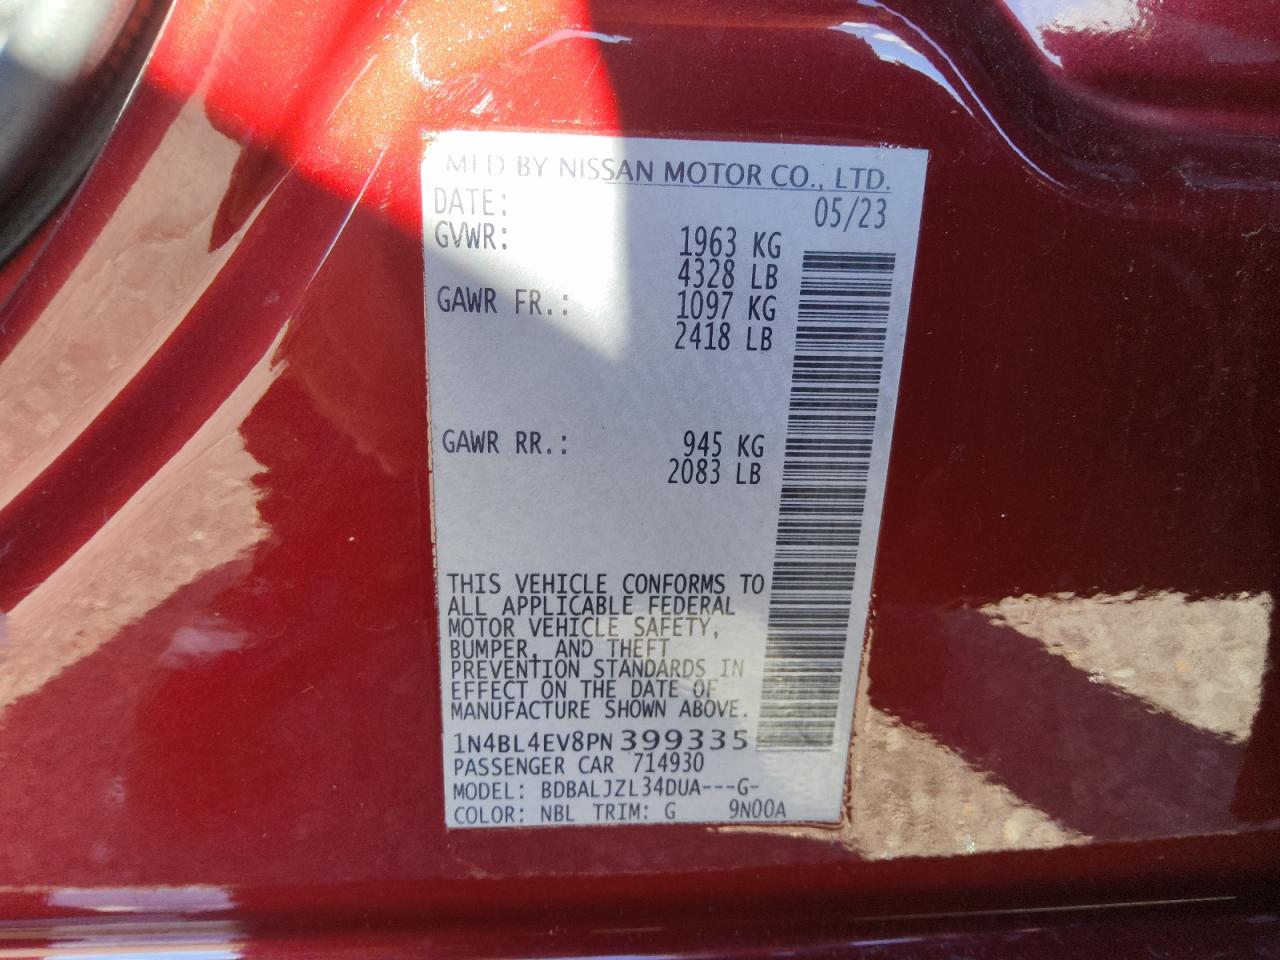 MFD BY NISSAN MOTOR CO., LTD.
DATE: 05/23
GVWR: 1963 KG
4328 LB
GAWR FR.: 1097 KG
2418 LB
GAWR RR.: 945 KG
2083 LB
THIS VEHICLE CONFORMS TO
ALL APPLICABLE FEDERAL
MOTOR VEHICLE SAFETY,
BUMPER, AND THEFT
PREVENTION STANDARDS IN
EFFECT ON THE DATE OF
MANUFACTURE SHOWN ABOVE.
1N4BL4EV8PN399335
PASSENGER CAR 714930
MODEL: BDBALJZL34DUA---G-
COLOR: NBL TRIM: G 9N00A